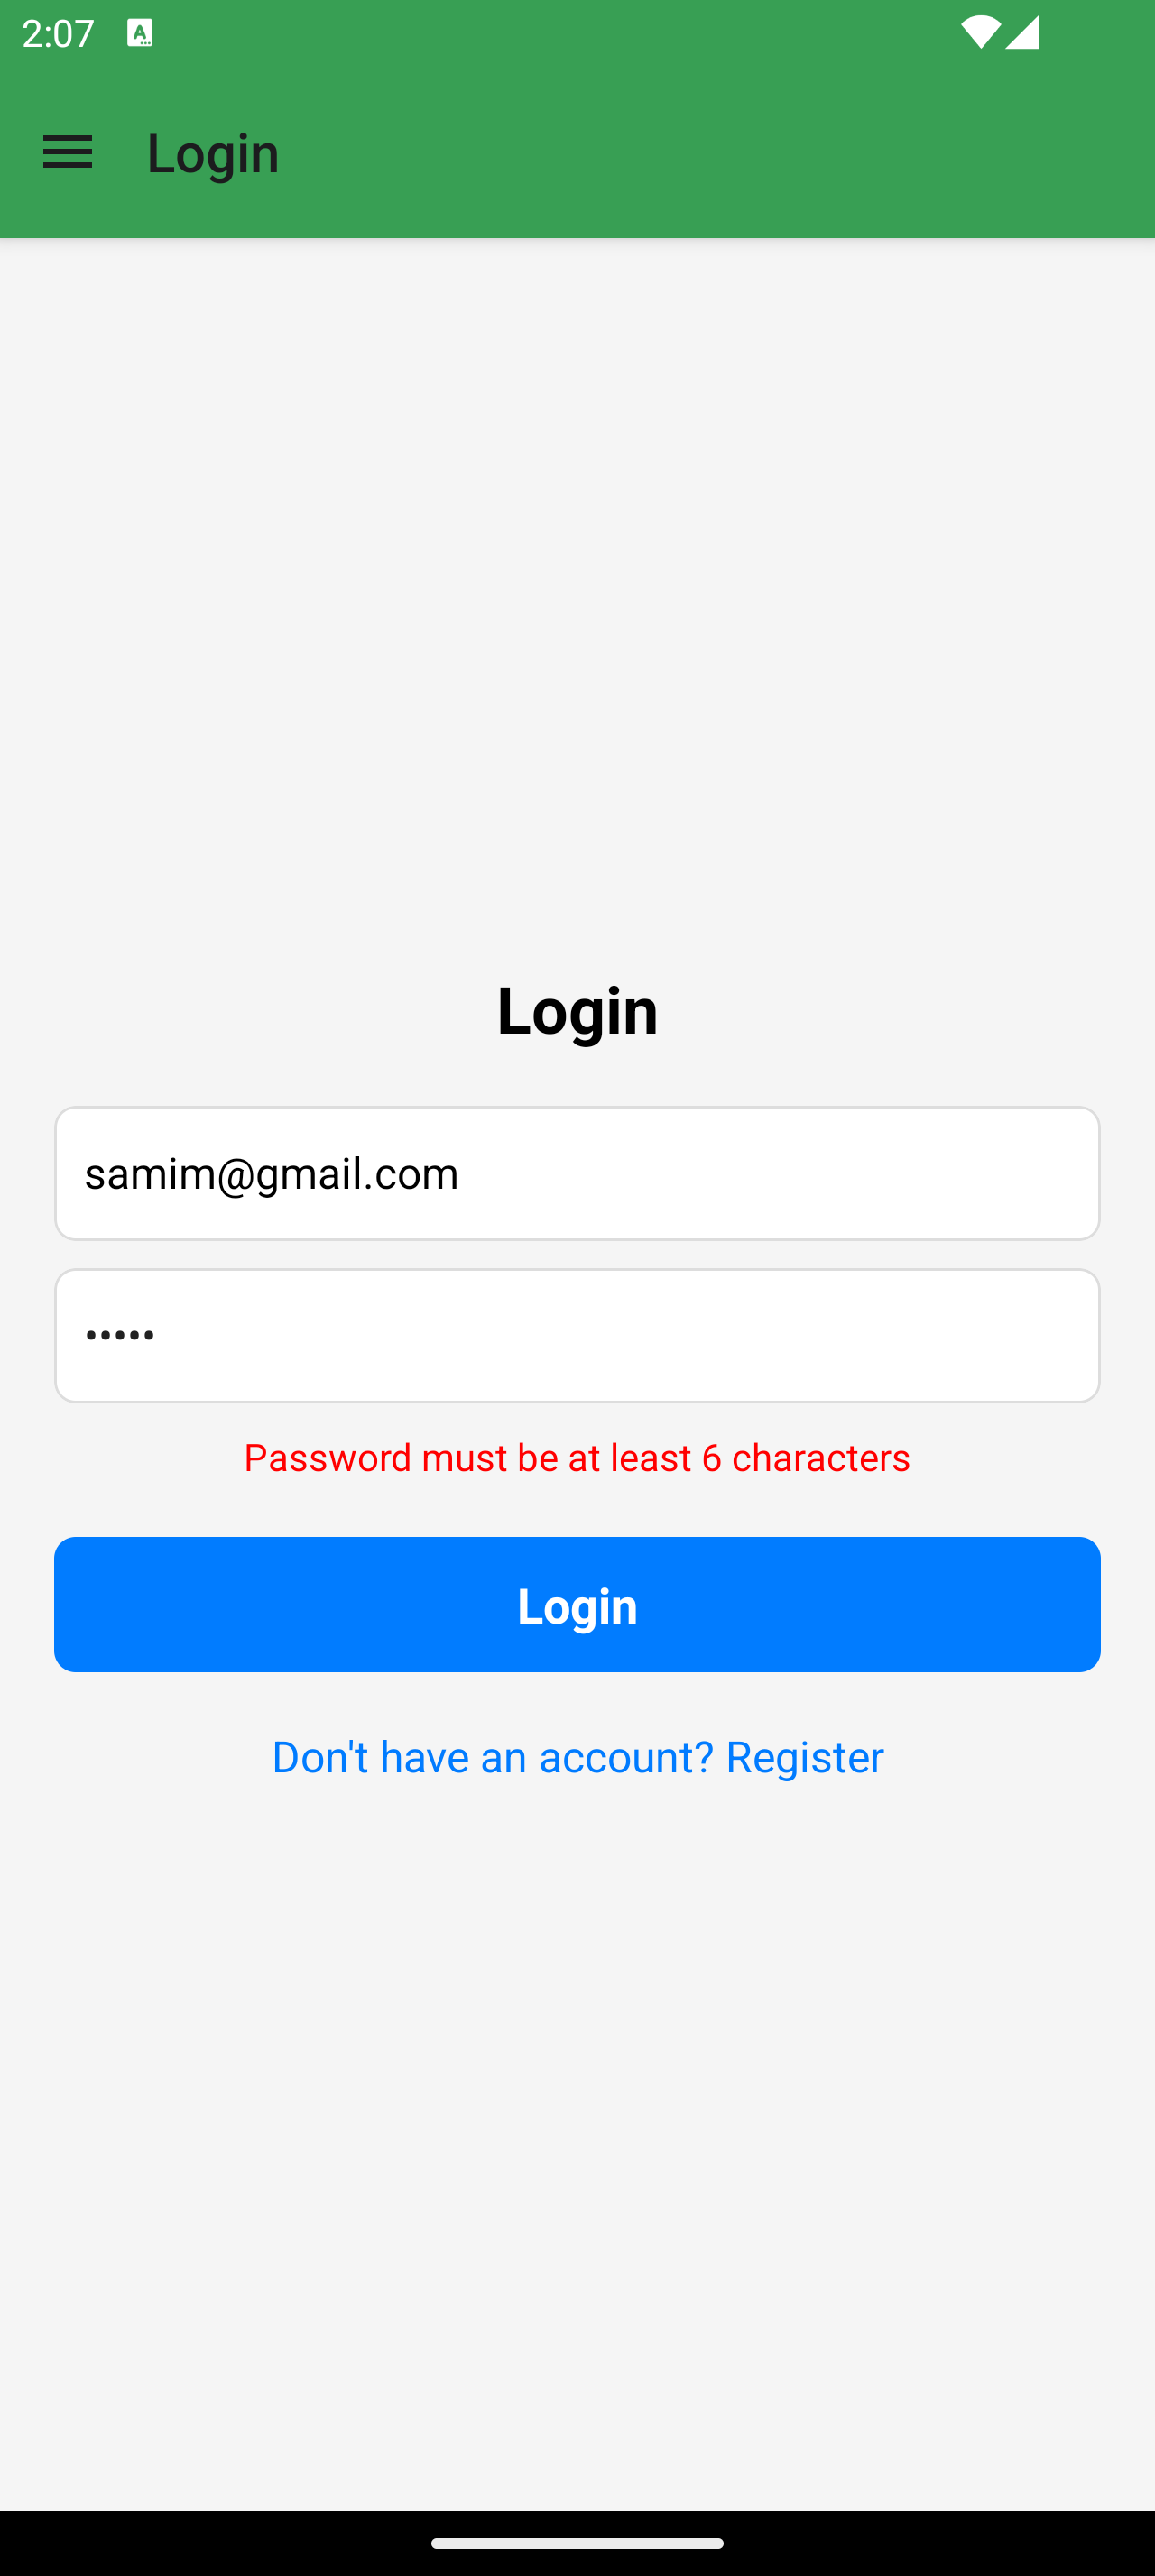 2:07
Login
Login
samim@gmail.com
•••••
Password must be at least 6 characters
Login
Don't have an account? Register